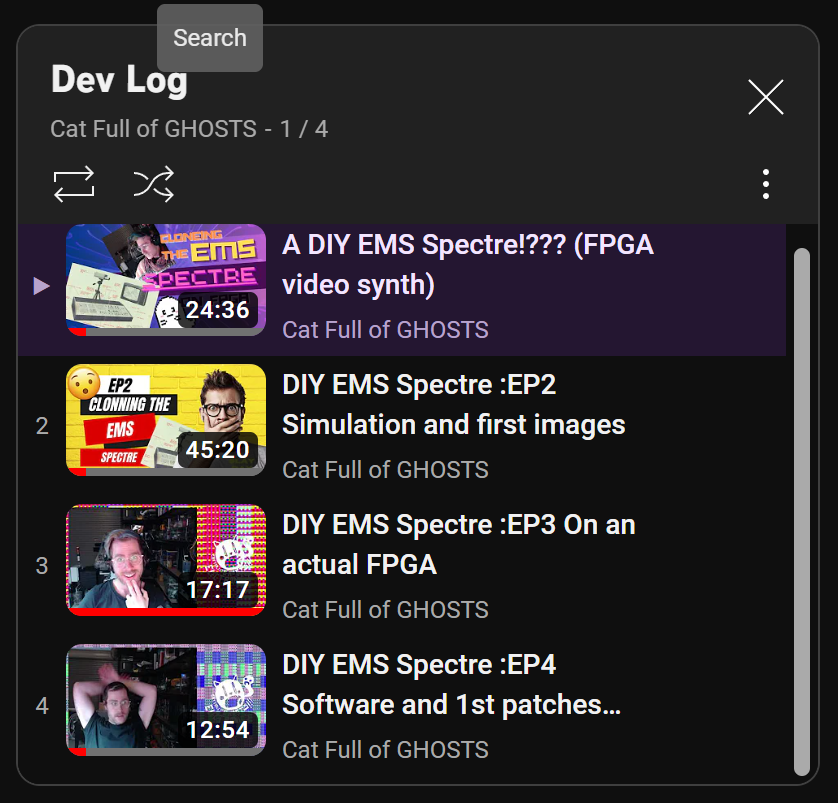 Search
Dev Log
Cat Full of GHOSTS - 1 / 4
CLONEING
THE EMS
SPECTRE
24:36
A DIY EMS Spectre!??? (FPGA
video synth)
Cat Full of GHOSTS
2
EP2
CLONNING THE
EMS
SPECTRE
45:20
DIY EMS Spectre :EP2
Simulation and first images
Cat Full of GHOSTS
3
17:17
DIY EMS Spectre :EP3 On an
actual FPGA
Cat Full of GHOSTS
4
12:54
DIY EMS Spectre :EP4
Software and 1st patches...
Cat Full of GHOSTS